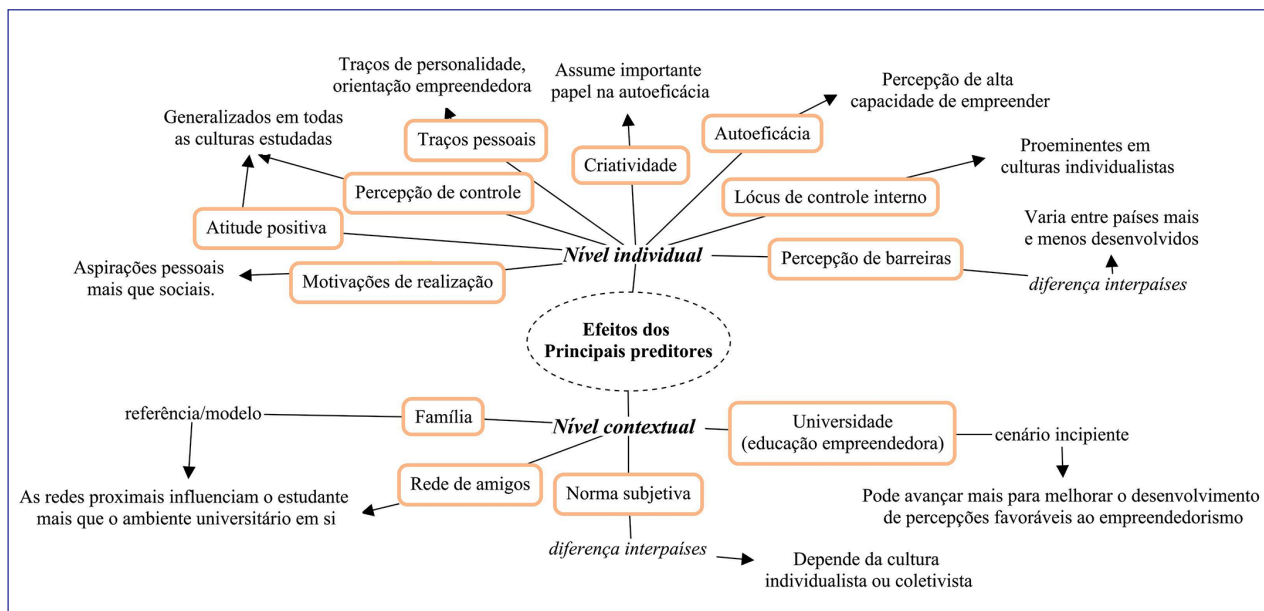 Traços de personalidade,
orientação empreendedora
Assume importante
papel na autoeficácia
Percepção de alta
capacidade de empreender
Generalizados em todas
as culturas estudadas
Traços pessoais
Criatividade
Autoeficácia
Proeminentes em
culturas individualistas
Percepção de controle
Lócus de controle interno
Atitude positiva
Varia entre países mais
e menos desenvolvidos
Nível individual
Percepção de barreiras
Aspirações pessoais
mais que sociais.
Motivações de realização
diferença interpaíses
Efeitos dos
Principais preditores
referência/modelo
Família
Nível contextual
Universidade
(educação empreendedora)
cenário incipiente
As redes proximais influenciam o estudante
mais que o ambiente universitário em si
Rede de amigos
Norma subjetiva
Pode avançar mais para melhorar o desenvolvimento
de percepções favoráveis ao empreendedorismo
diferença interpaíses
Depende da cultura
individualista ou coletivista